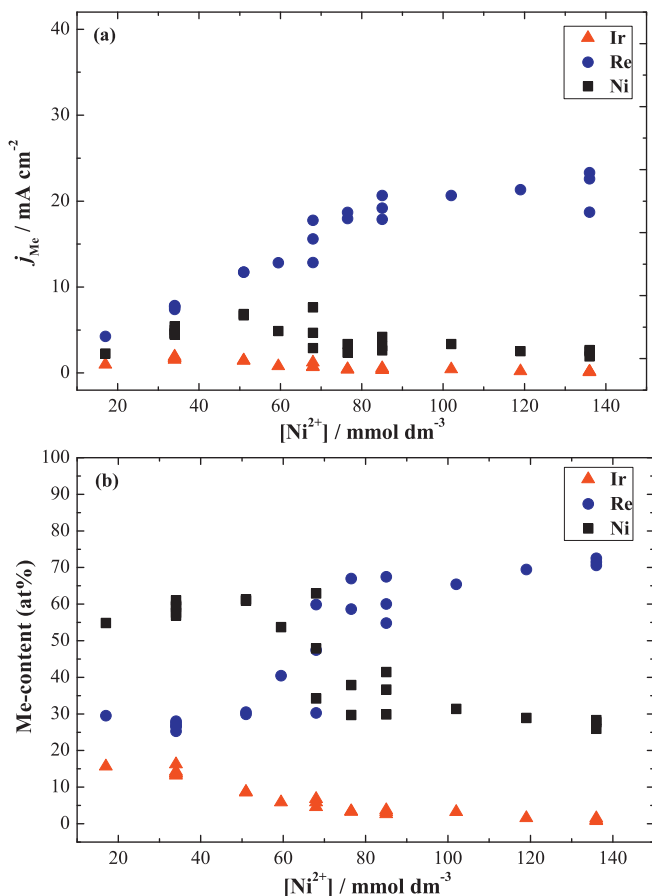 (a)
Ir
Re
Ni
40
30
20
10
0
j Me / mA cm-2
20 40 60 80 100 120 140
[Ni2+] / mmol dm-3
(b)
Ir
Re
Ni
100
90
80
70
60
50
40
30
20
10
0
Me-content (at%)
20 40 60 80 100 120 140
[Ni2+] / mmol dm-3